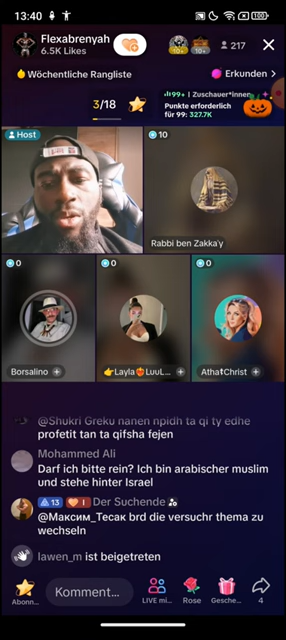 13:40
Flexabrenyah
6.5K Likes
10+
10+
217
Wöchentliche Rangliste
Erkunden >
3/18
99+ | Zuschauer*innen
Punkte erforderlich
für 99: 327.7K
Host
10
Rabbi ben Zakka'y
0
0
0
Borsalino
Layla LuuL...
Atha†Christ
@Shukri Greku nanen npidh ta qi ty edhe
profetit tan ta qifsha fejen
Mohammed Ali
Darf ich bitte rein? Ich bin arabischer muslim
und stehe hinter Israel
13
I
Der Suchende
@Максим_Тесак brd die versuchr thema zu
wechseln
lawen_m ist beigetreten
Abonn...
Komment...
LIVE mi...
Rose
Gesche...
4